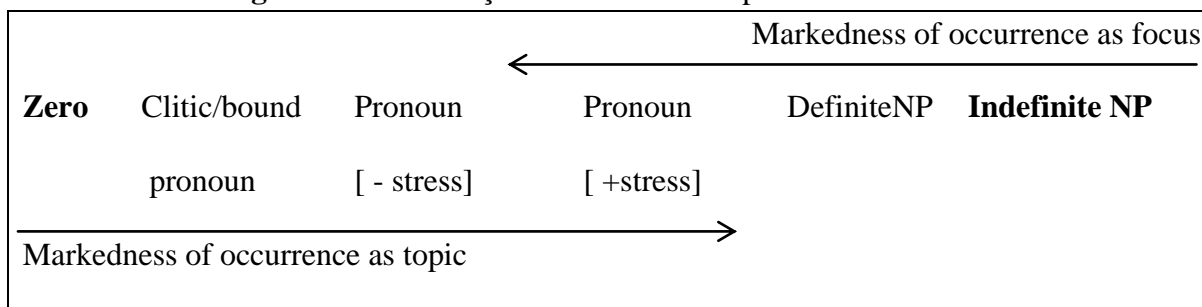 Markedness of occurrence as focus
Zero Clitic/bound Pronoun Pronoun DefiniteNP Indefinite NP
pronoun [ - stress] [ +stress]
Markedness of occurrence as topic